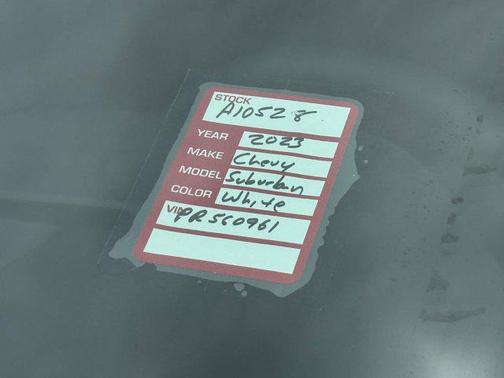 STOCK
A10528
YEAR 2023
MAKE Chevy
MODEL Suburban
COLOR White
VIN PR560961